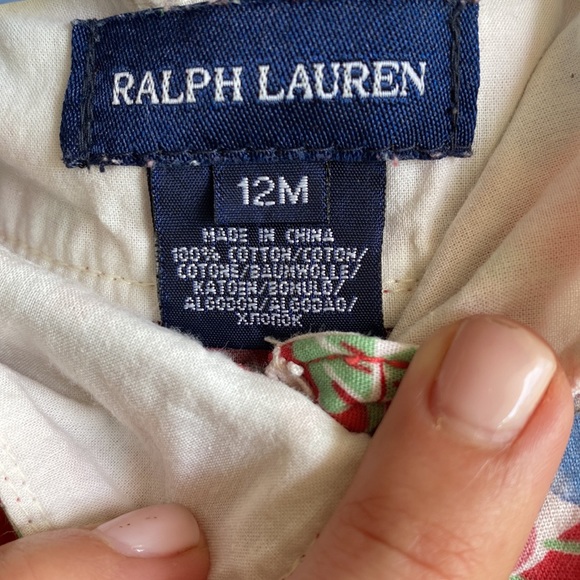 RALPH LAUREN
12M
MADE IN CHINA
100% COTTON/COTON/
COTONE/BAUMWOLLE/
KATOEN/BOMULD/
ALGODON/ALGODAO/
ХЛОПОК